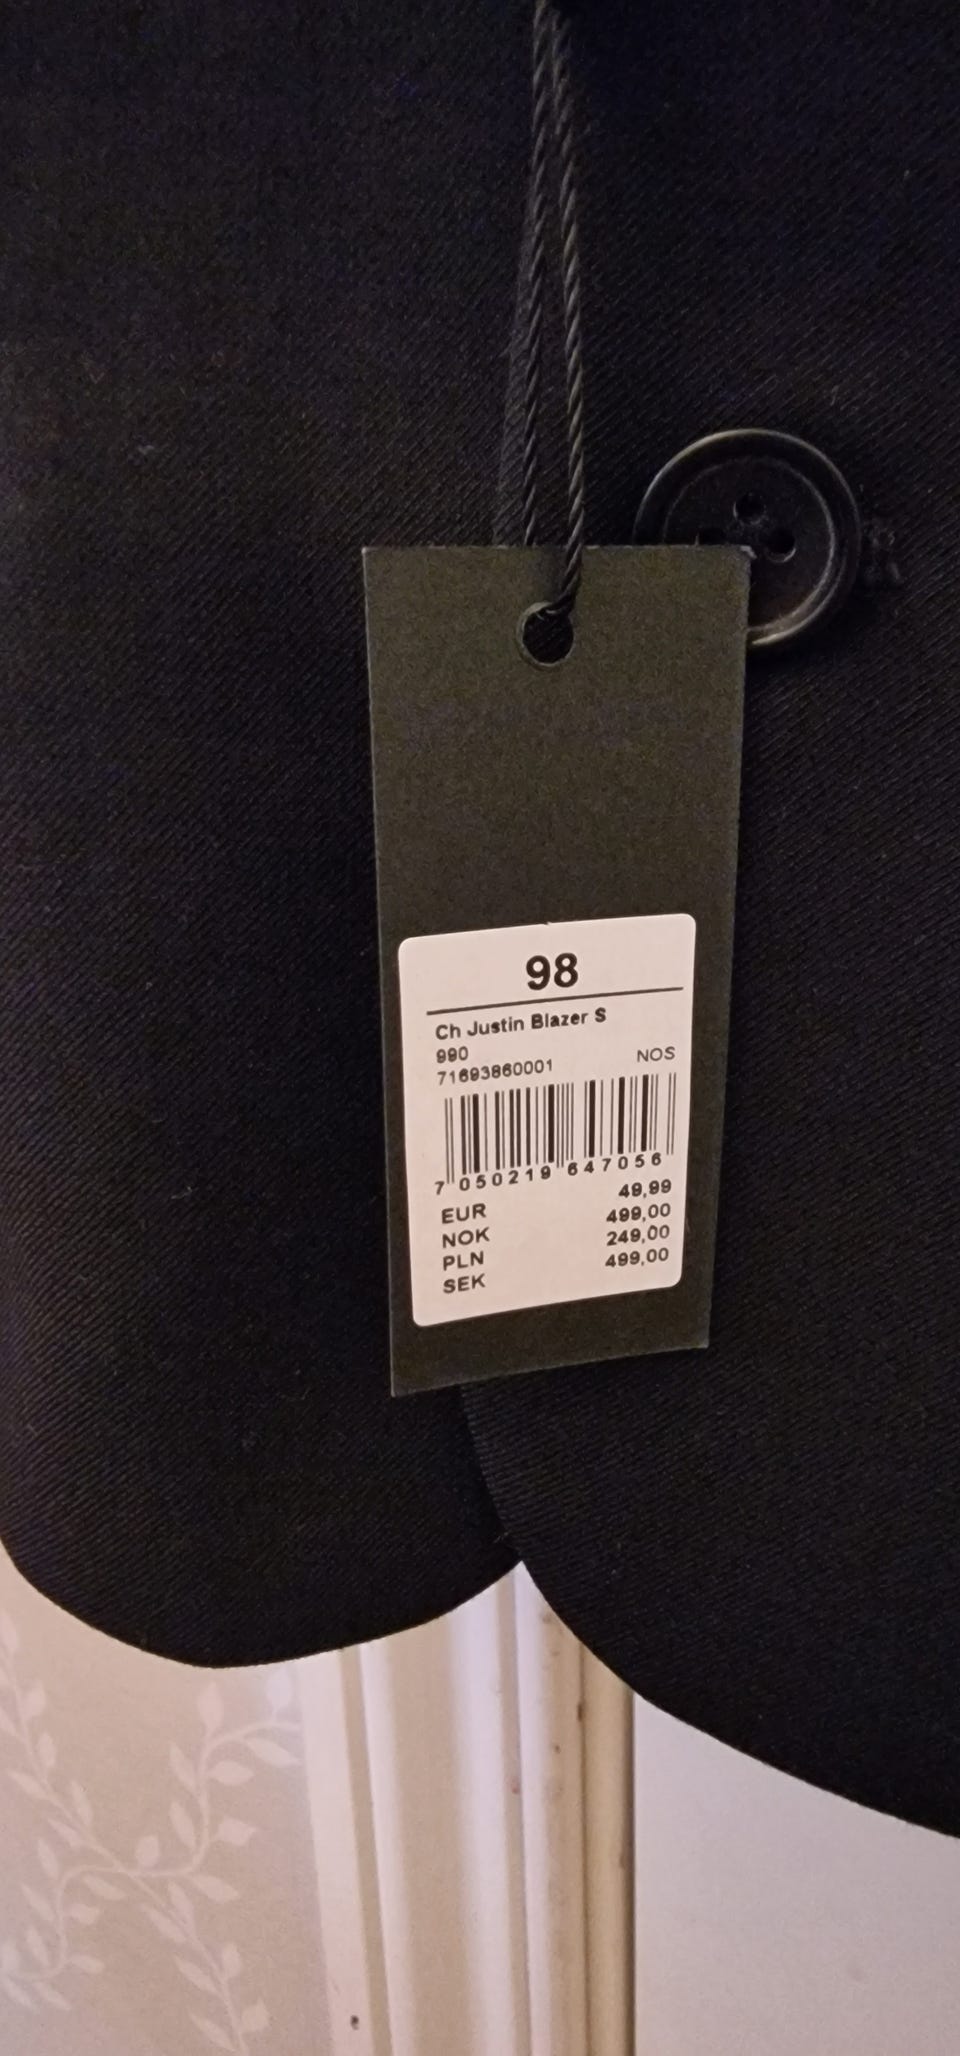 98
Ch Justin Blazer S
990 NOS
71693860001
7 050219 647056
EUR 49,99
NOK 499,00
PLN 249,00
SEK 499,00